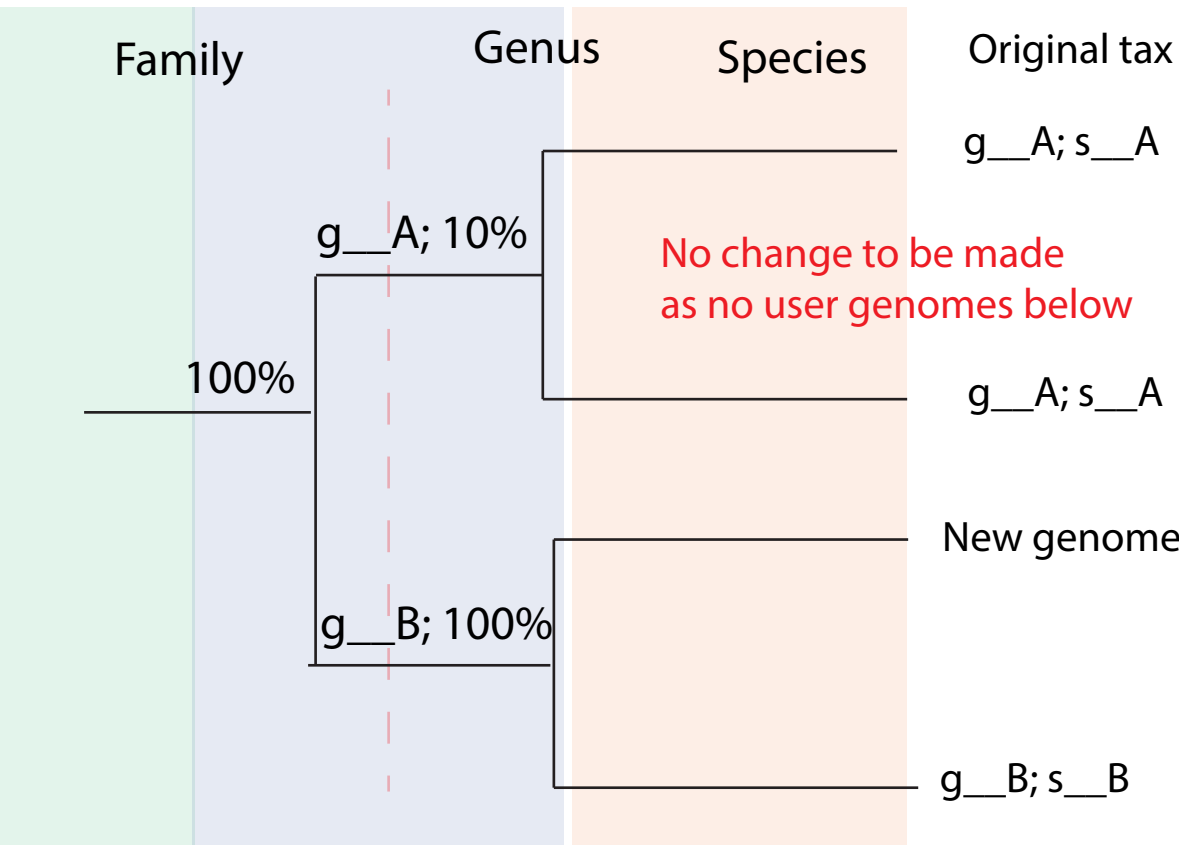 Family
Genus
Species
Original tax
g__A; s__A
g__A; 10%
No change to be made
as no user genomes below
100%
g__A; s__A
New genome
g__B; 100%
g__B; s__B